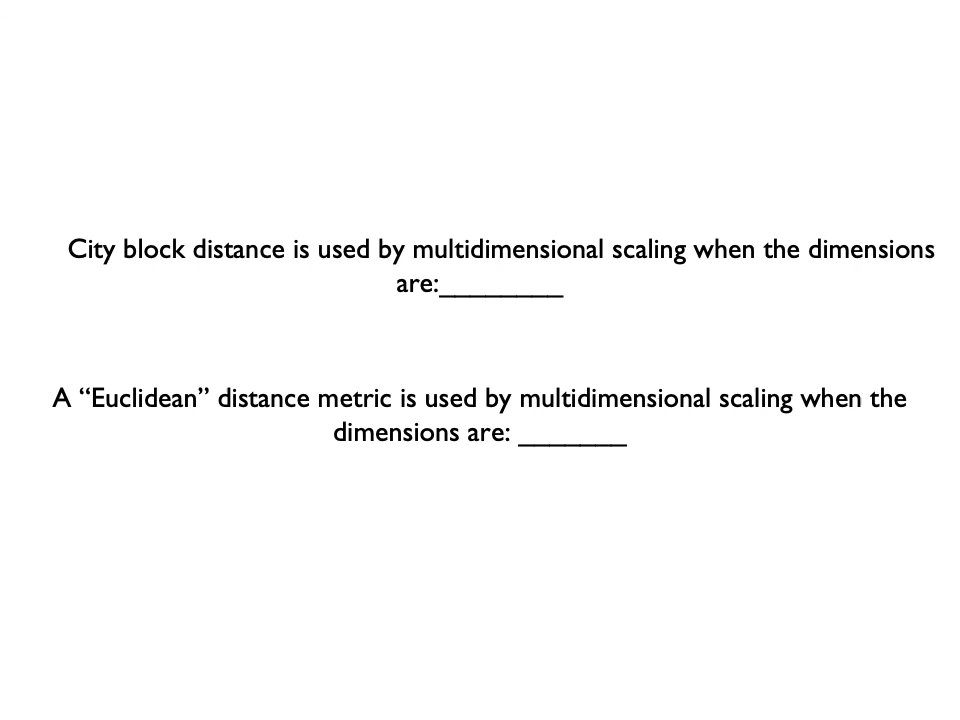 City block distance is used by multidimensional scaling when the dimensions
are:________
A “Euclidean” distance metric is used by multidimensional scaling when the
dimensions are: _______